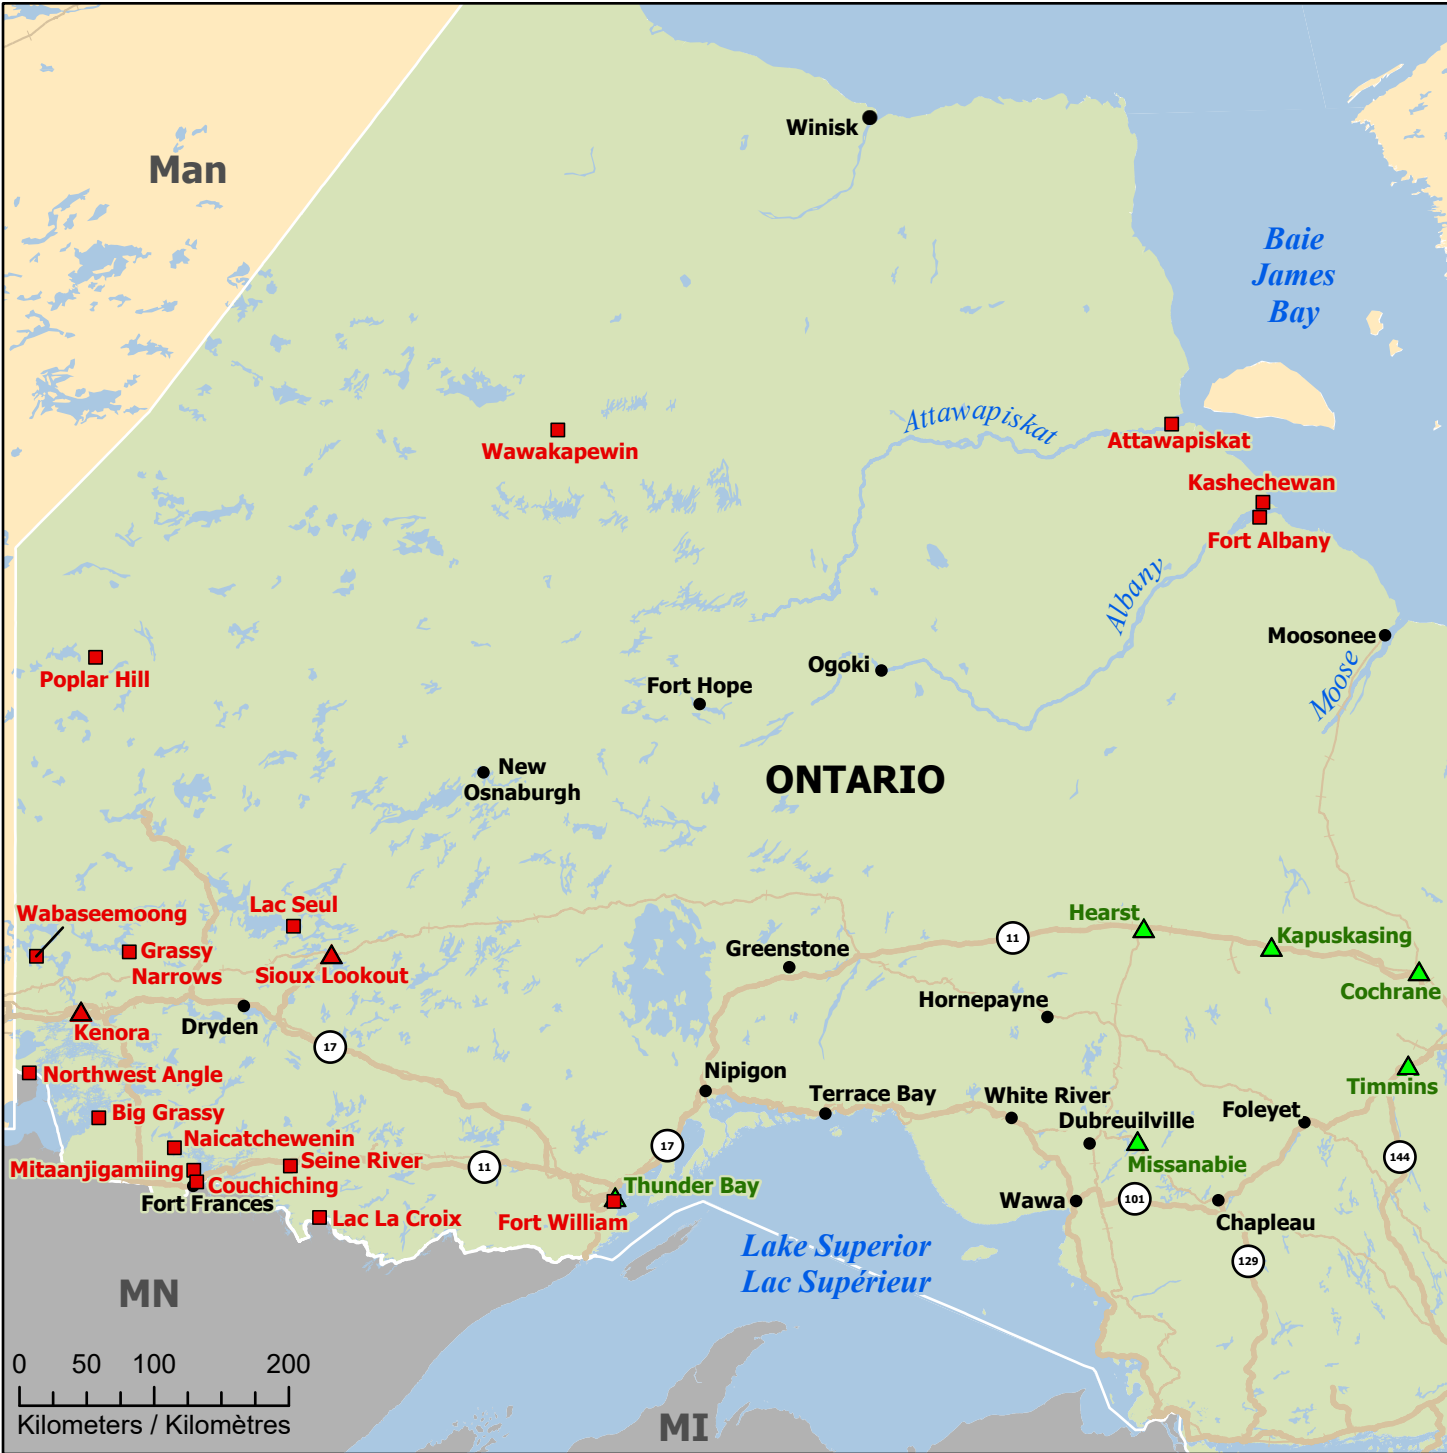 Winisk
Man
Baie
James
Bay
Attawapiskat
Attawapiskat
Wawakapewin
Kashechewan
Fort Albany
Albany
Moosonee
Moose
Poplar Hill
Ogoki
Fort Hope
New
Osnaburgh
ONTARIO
Lac Seul
Wabaseemoong
Grassy
Narrows
Sioux Lookout
Hearst
11
Kapuskasing
Greenstone
Cochrane
Hornepayne
Kenora
Dryden
17
Northwest Angle
Nipigon
Timmins
Terrace Bay
White River
Foleyet
Big Grassy
Dubreuilville
Naicatchewenin
17
144
Mitaanjigamiing
Seine River
11
Missanabie
Couchiching
Thunder Bay
Fort Frances
Wawa
101
Lac La Croix
Fort William
Chapleau
Lake Superior
Lac Supérieur
129
MN
0 50 100 200
Kilometers / Kilomètres
MI